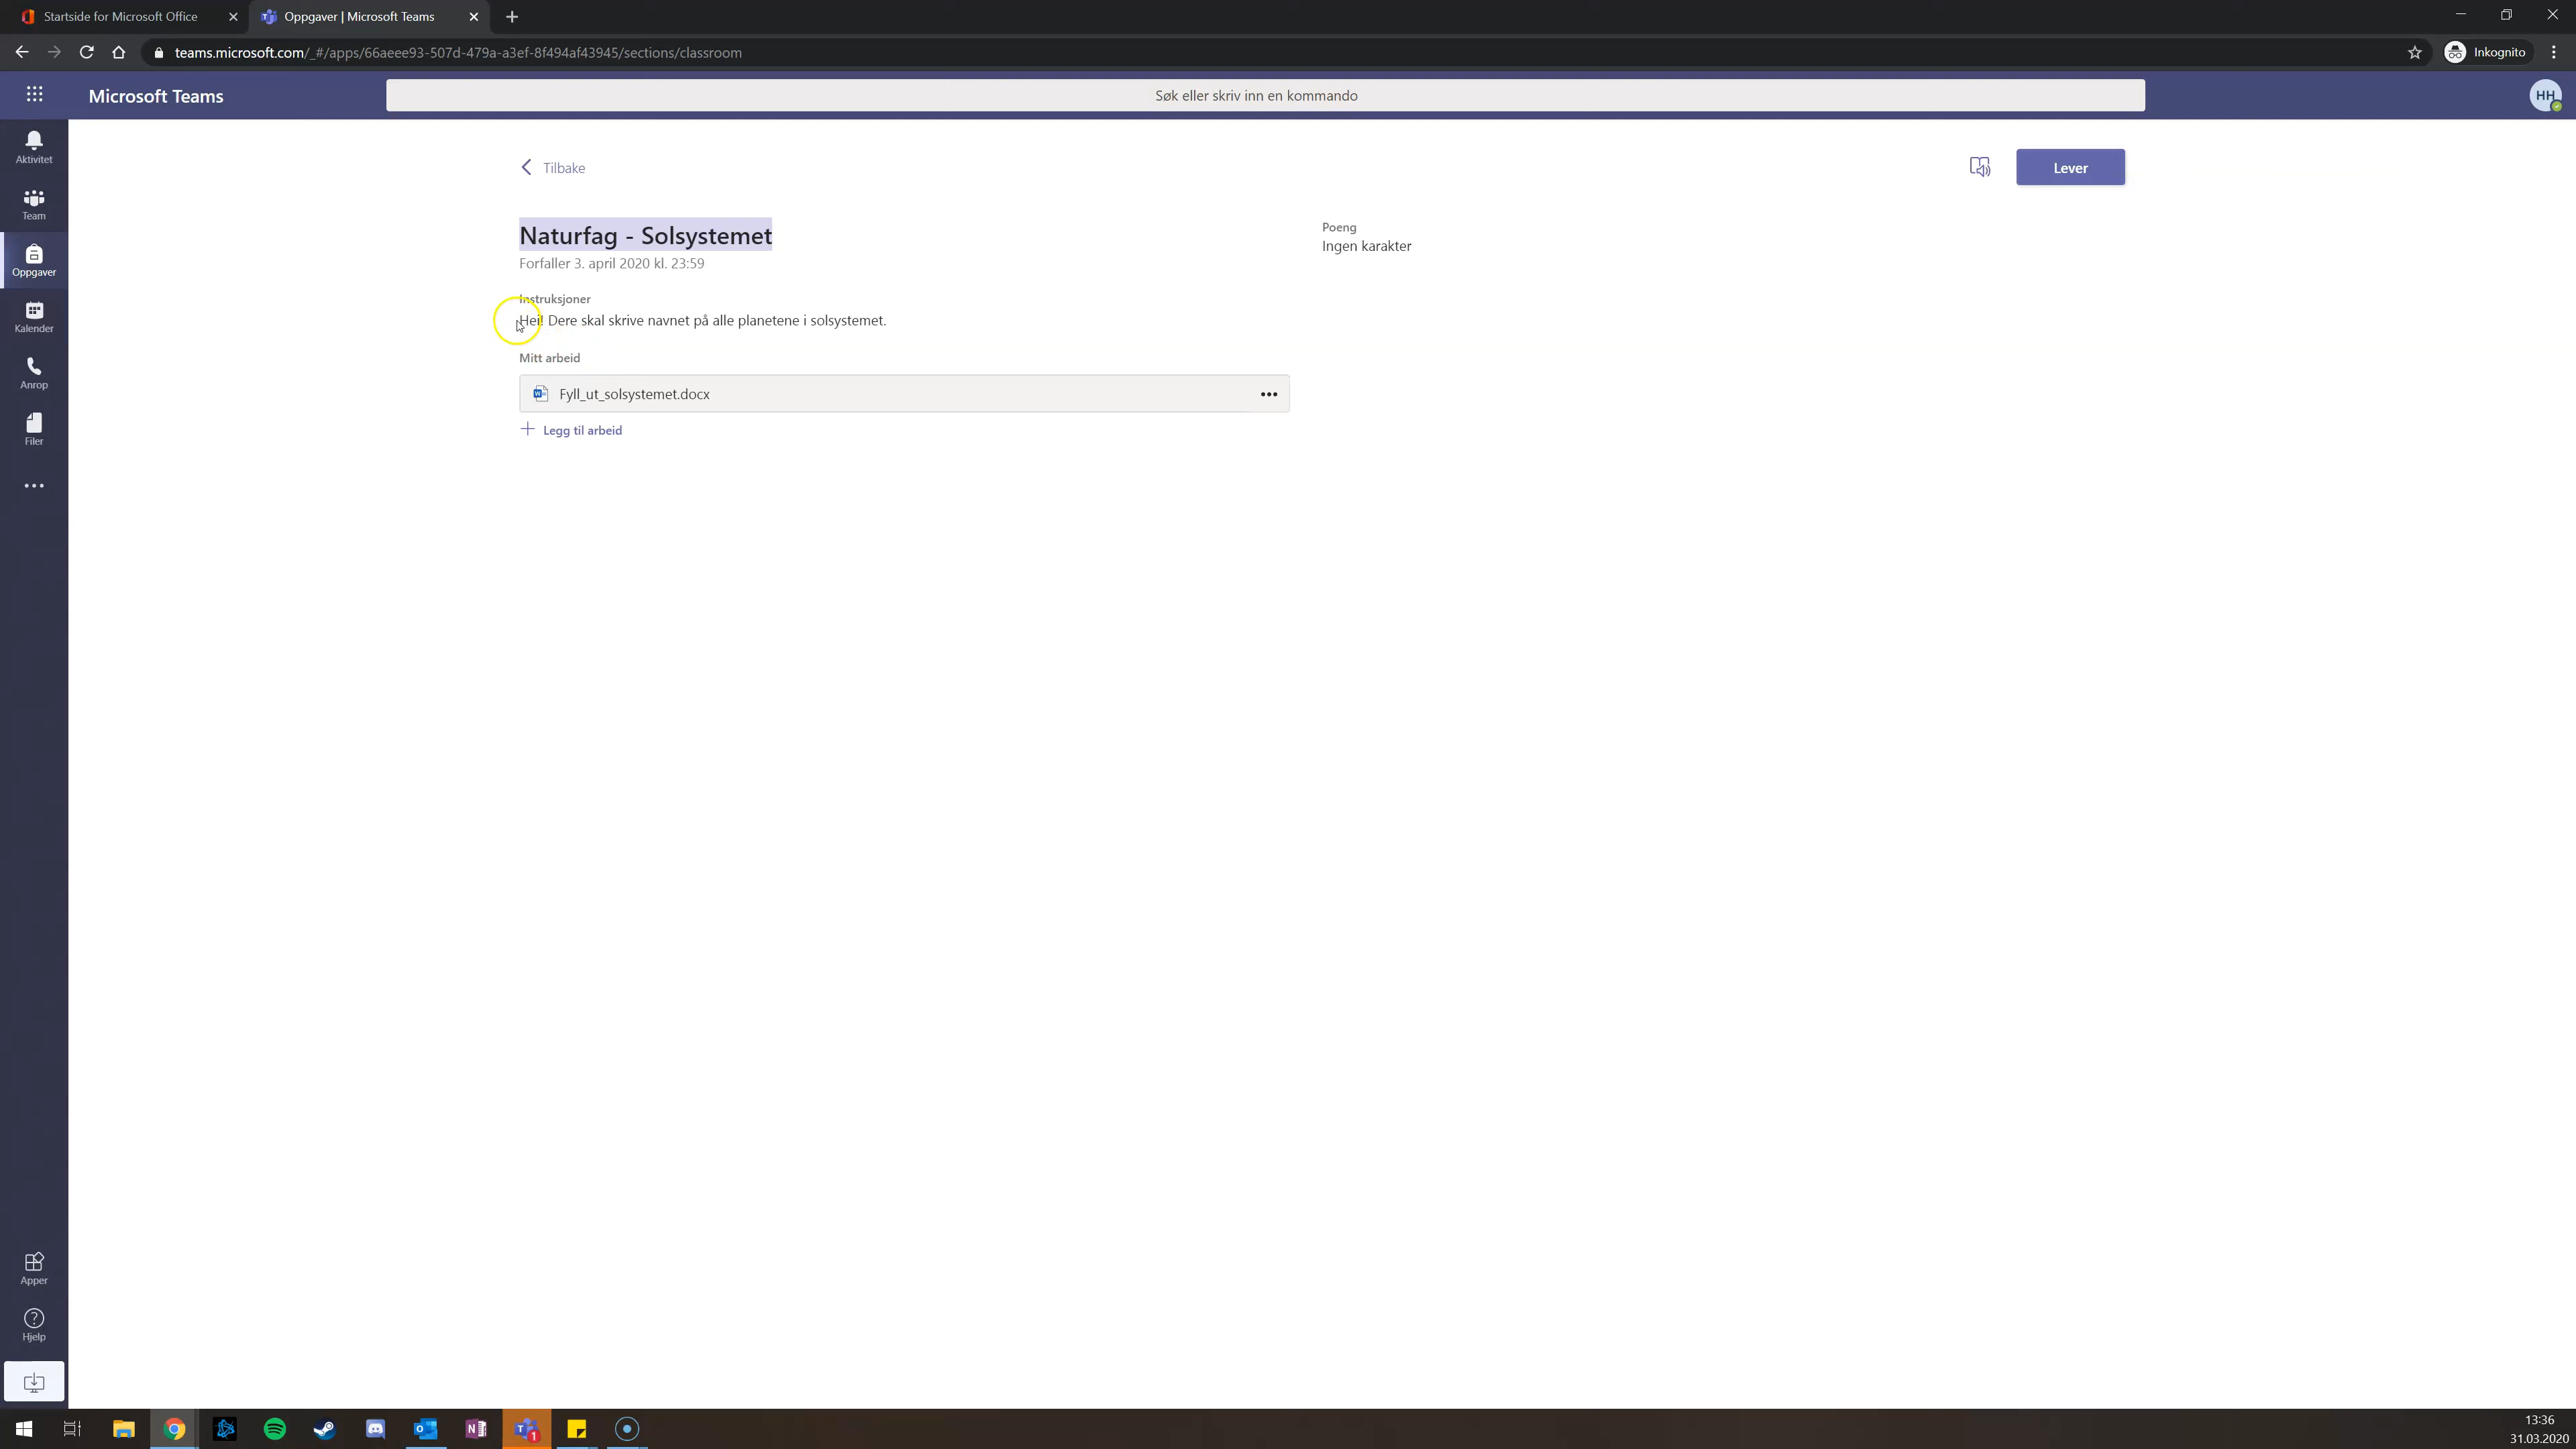 Startside for Microsoft Office
Oppgaver | Microsoft Teams
teams.microsoft.com/_#/apps/66aeee93-507d-479a-a3ef-8f494af43945/sections/classroom
Inkognito
Microsoft Teams
Søk eller skriv inn en kommando
HH
Aktivitet
Team
Oppgaver
Kalender
Anrop
Filer
Tilbake
Lever
Naturfag - Solsystemet
Forfaller 3. april 2020 kl. 23:59
Poeng
Ingen karakter
Instruksjoner
Hei! Dere skal skrive navnet på alle planetene i solsystemet.
Mitt arbeid
Fyll_ut_solsystemet.docx
Legg til arbeid
Apper
Hjelp
1
13:36
31.03.2020